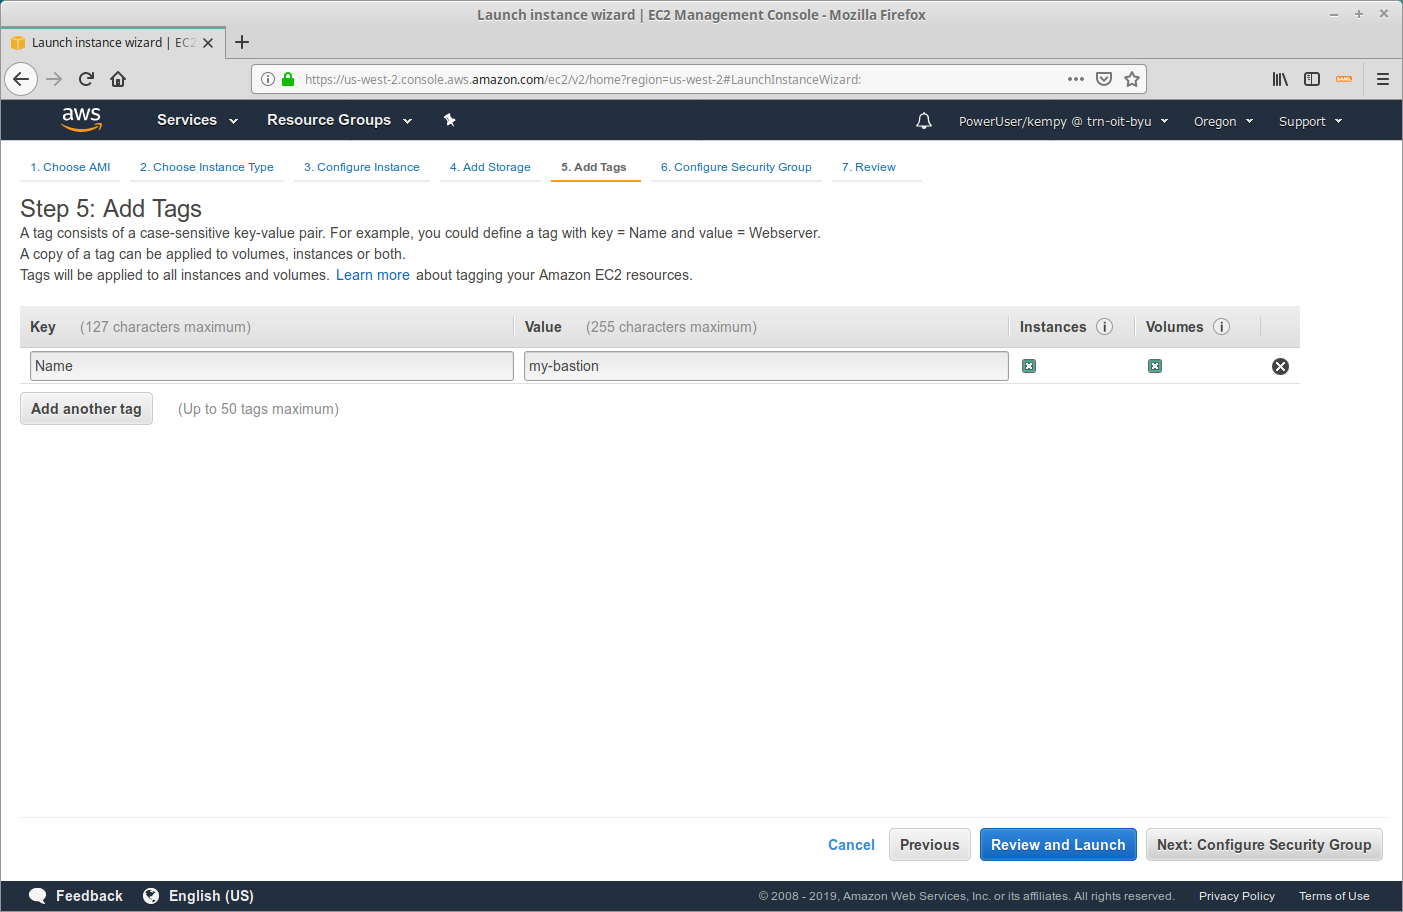 Launch instance wizard | EC2 Management Console - Mozilla Firefox
Launch instance wizard | EC2
https://us-west-2.console.aws.amazon.com/ec2/v2/home?region=us-west-2#LaunchInstanceWizard:
aws Services Resource Groups PowerUser/kempy @ trn-oit-byu Oregon Support
1. Choose AMI 2. Choose Instance Type 3. Configure Instance 4. Add Storage 5. Add Tags 6. Configure Security Group 7. Review
Step 5: Add Tags
A tag consists of a case-sensitive key-value pair. For example, you could define a tag with key = Name and value = Webserver.
A copy of a tag can be applied to volumes, instances or both.
Tags will be applied to all instances and volumes. Learn more about tagging your Amazon EC2 resources.
Key (127 characters maximum) Value (255 characters maximum) Instances Volumes
Name my-bastion
Add another tag (Up to 50 tags maximum)
Cancel Previous Review and Launch Next: Configure Security Group
Feedback English (US) © 2008 - 2019, Amazon Web Services, Inc. or its affiliates. All rights reserved. Privacy Policy Terms of Use